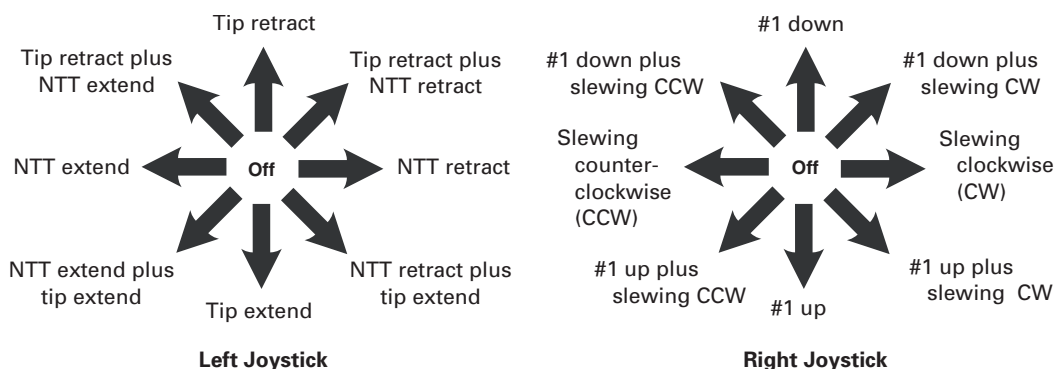 Tip retract
Tip retract plus
NTT extend
Tip retract plus
NTT retract
NTT extend
Off
NTT retract
NTT extend plus
tip extend
NTT retract plus
tip extend
Tip extend
Left Joystick
#1 down
#1 down plus
slewing CCW
#1 down plus
slewing CW
Slewing
counter-
clockwise
(CCW)
Off
Slewing
clockwise
(CW)
#1 up plus
slewing CCW
#1 up plus
slewing CW
#1 up
Right Joystick